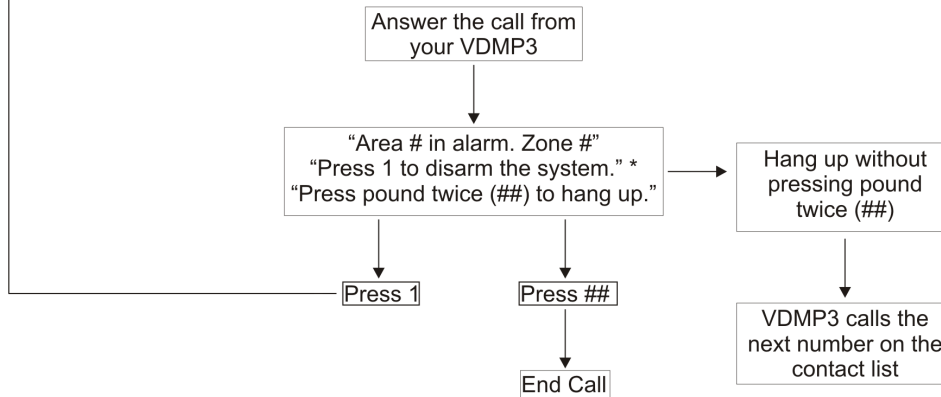 Answer the call from
your VDMP3
“Area # in alarm. Zone #”
“Press 1 to disarm the system.” *
“Press pound twice (##) to hang up.”
Hang up without
pressing pound
twice (##)
Press 1
Press ##
VDMP3 calls the
next number on the
contact list
End Call